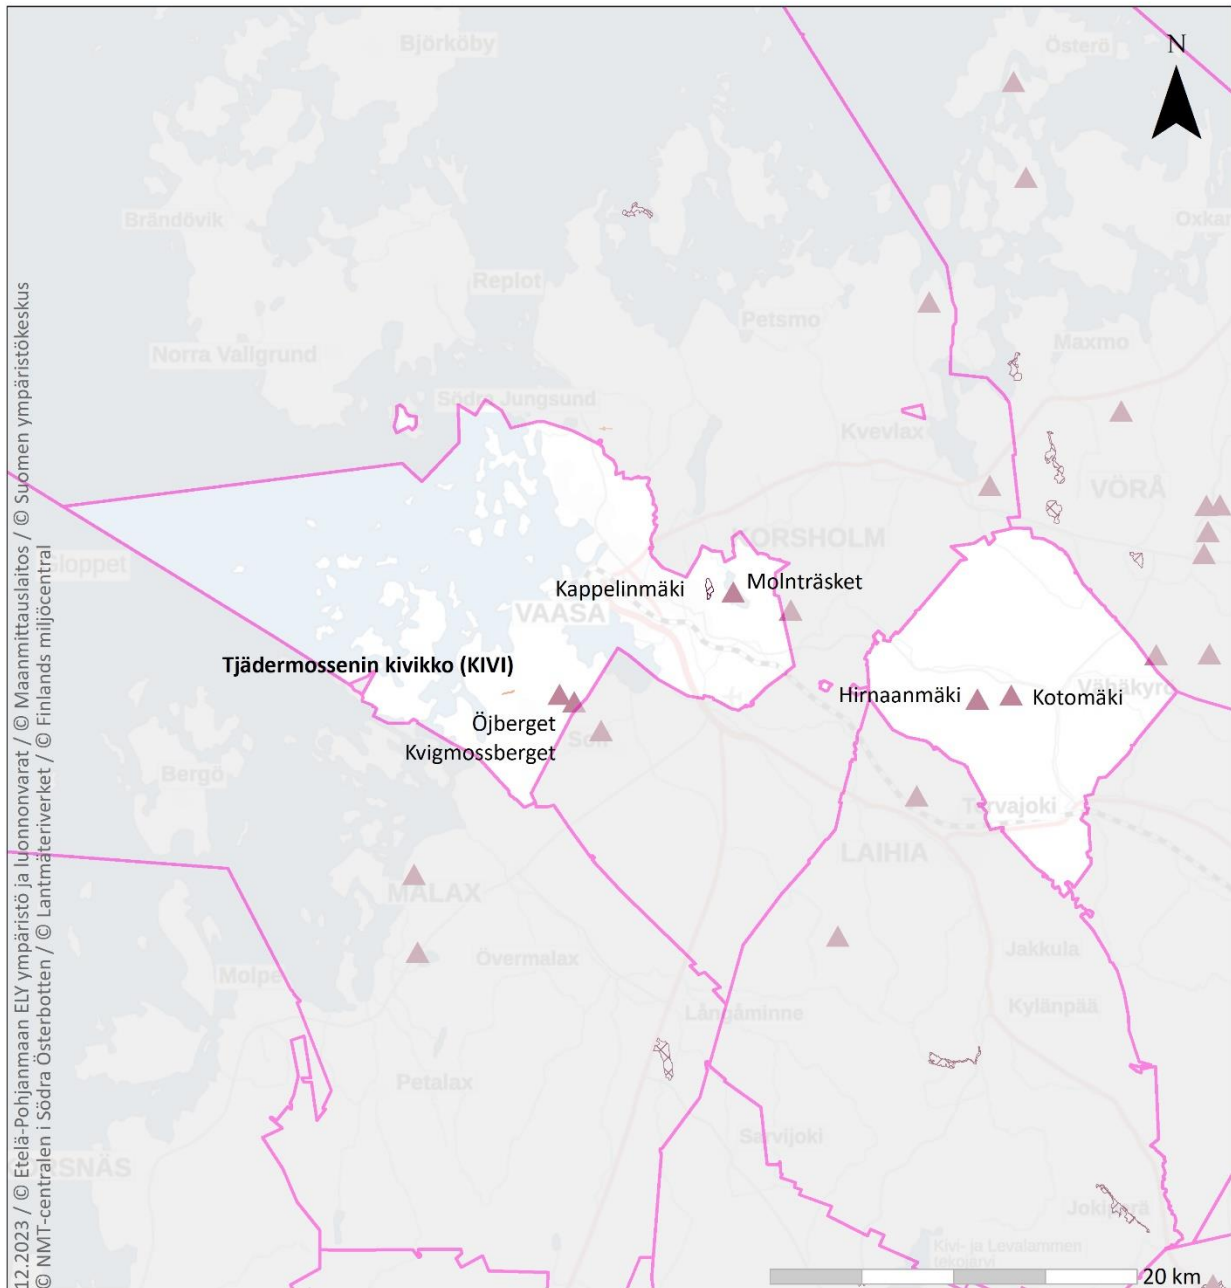 Björköby
Österö
N
Brändövik
Replot
Petsmo
Norra Vallgrund
Maxmo
Södra Jungsund
Kvevlax
VÖRÅ
KORSHOLM
Kappelinmäki
Molnträsket
VAASA
Tjädermossenin kivikko (KIVI)
Hirnaanmäki
Kotomäki
Vähäkyrö
Öjberget
Kvigmossberget
Bergö
Tervajoki
LAIHIA
MALAX
Övermalax
Molpe
Jakkula
Kylänpää
Långåminne
Petalax
Sarvijoki
Kivi- ja Levalammen
tekojärvi
20 km
12.2023 / © Etelä-Pohjanmaan ELY ympäristö ja luonnonvarat / © Maanmittauslaitos / © Suomen ympäristökeskus
© NMT-centralen i Södra Österbotten / © Lantmäteriverket / © Finlands miljöcentral